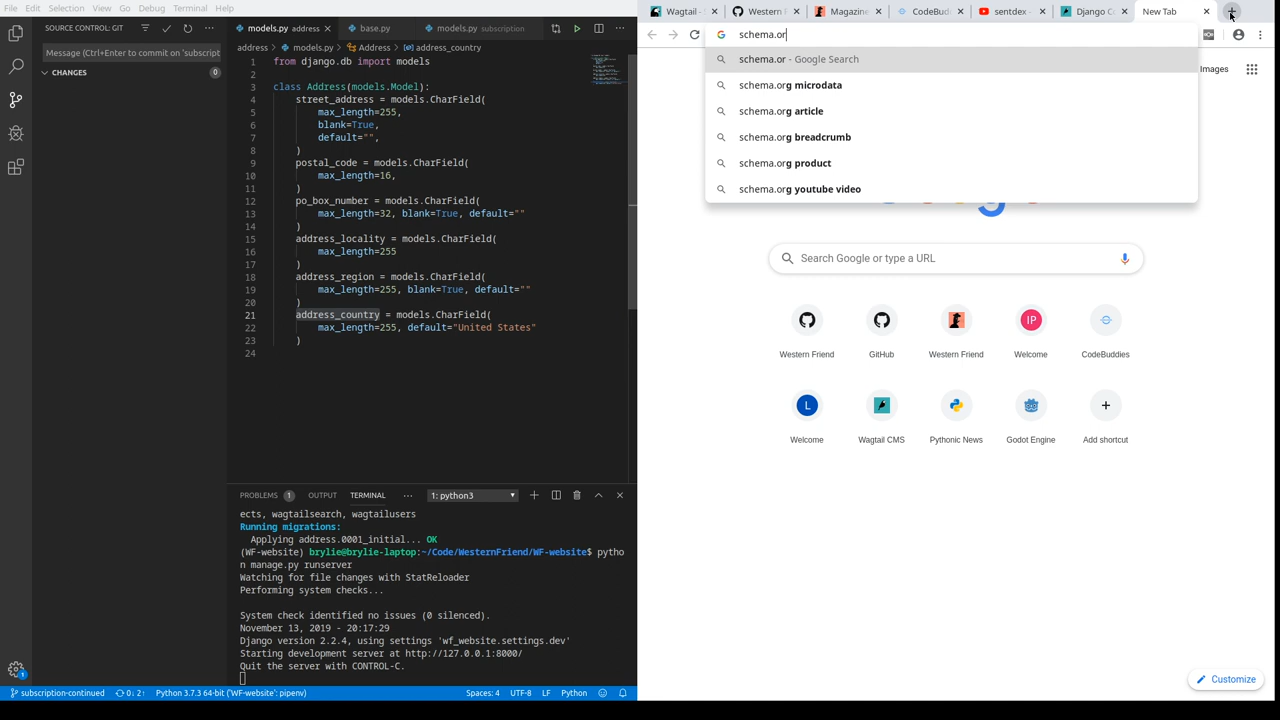 File Edit Selection View Go Debug Terminal Help
SOURCE CONTROL: GIT
Message (Ctrl+Enter to commit on 'subscript
CHANGES 0
models.py address
base.py
models.py subscription
address > models.py > Address > address_country
1 from django.db import models
2
3 class Address(models.Model):
4 street_address = models.CharField(
5 max_length=255,
6 blank=True,
7 default="",
8 )
9 postal_code = models.CharField(
10 max_length=16,
11 )
12 po_box_number = models.CharField(
13 max_length=32, blank=True, default=""
14 )
15 address_locality = models.CharField(
16 max_length=255
17 )
18 address_region = models.CharField(
19 max_length=255, blank=True, default=""
20 )
21 address_country = models.CharField(
22 max_length=255, default="United States"
23 )
24
PROBLEMS 1 OUTPUT TERMINAL ··· 1: python3
ects, wagtailsearch, wagtailusers
Running migrations:
Applying address.0001_initial... OK
(WF-website) brylie@brylie-laptop:~/Code/WesternFriend/WF-website$ pytho
n manage.py runserver
Watching for file changes with StatReloader
Performing system checks...
System check identified no issues (0 silenced).
November 13, 2019 - 20:17:29
Django version 2.2.4, using settings 'wf_website.settings.dev'
Starting development server at http://127.0.0.1:8000/
Quit the server with CONTROL-C.
subscription-continued 0↓ 2↑ Python 3.7.3 64-bit ('WF-website': pipenv) Spaces: 4 UTF-8 LF Python
1
Wagtail -
Western F
Magazine
CodeBudd
sentdex -
Django Co
New Tab
schema.or
schema.or - Google Search
schema.org microdata
schema.org article
schema.org breadcrumb
schema.org product
schema.org youtube video
Images
Search Google or type a URL
Western Friend
GitHub
Western Friend
IP
Welcome
CodeBuddies
L
Welcome
Wagtail CMS
Pythonic News
Godot Engine
Add shortcut
Customize